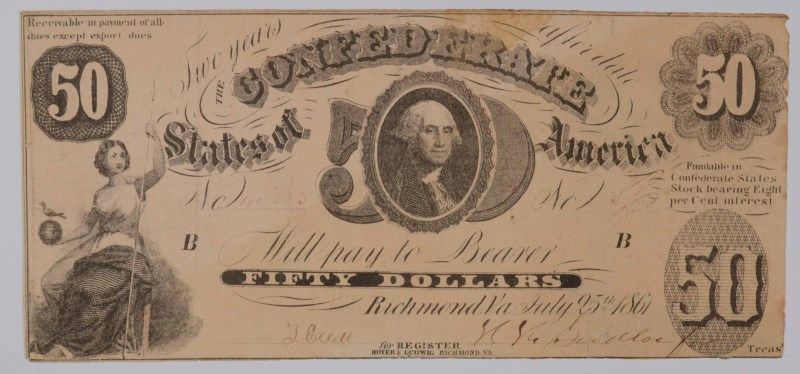 Receivable in payment of all
dues except export dues
50
Two years after date
THE CONFEDERATE
50
States of America
50
No No
Fundable in
Confederate States
Stock bearing Eight
per Cent interest
B B
Will pay to Bearer
FIFTY DOLLARS
50
Richmond, Va July 25th 1861
for REGISTER
Treas
HOYER & LUDWIG RICHMOND, VA